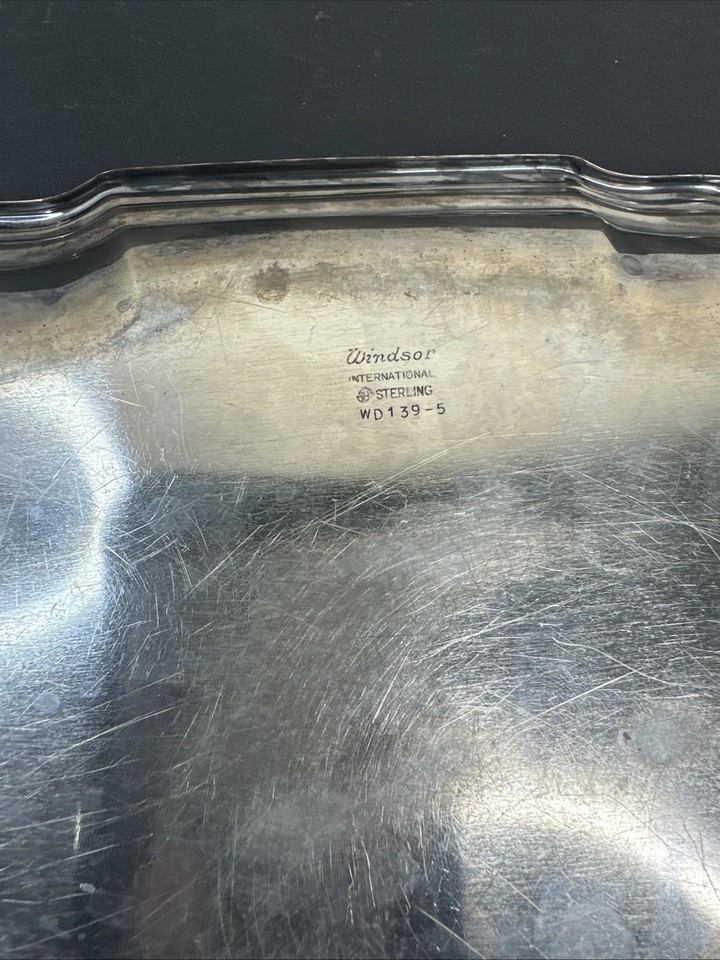 Windsor
INTERNATIONAL
STERLING
WD139-5